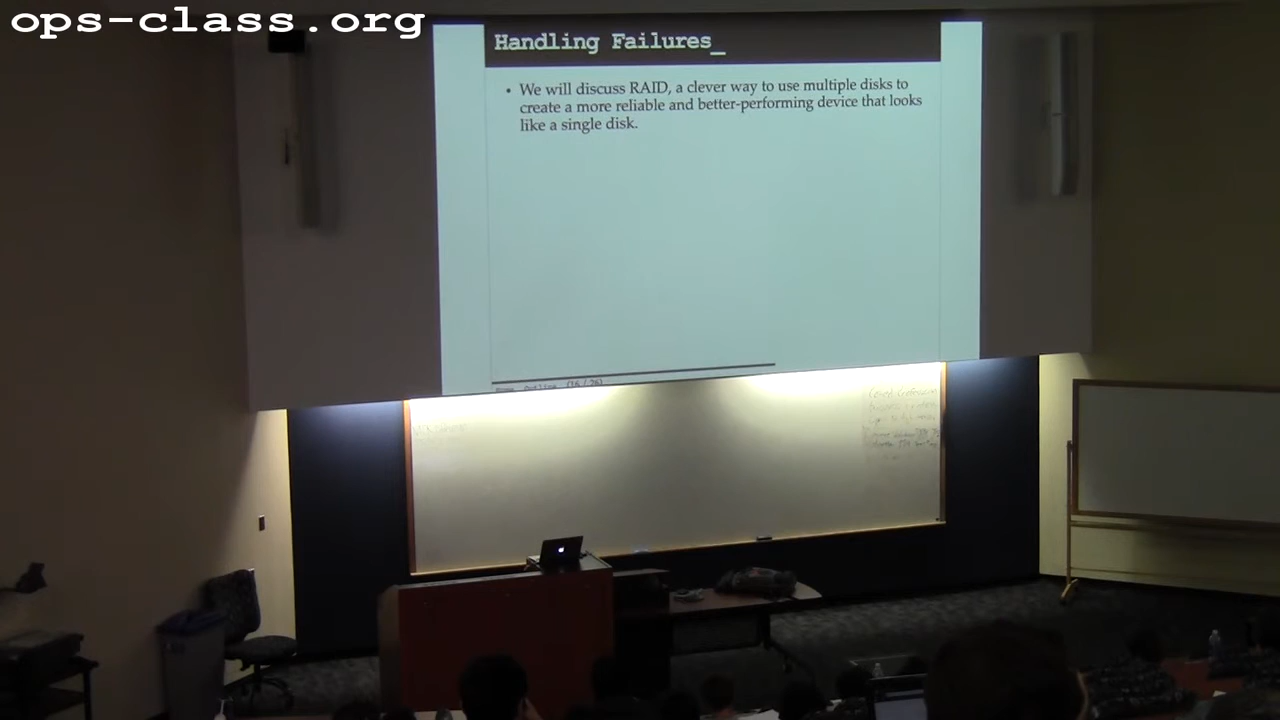 ops-class.org
Handling Failures_
• We will discuss RAID, a clever way to use multiple disks to
create a more reliable and better-performing device that looks
like a single disk.